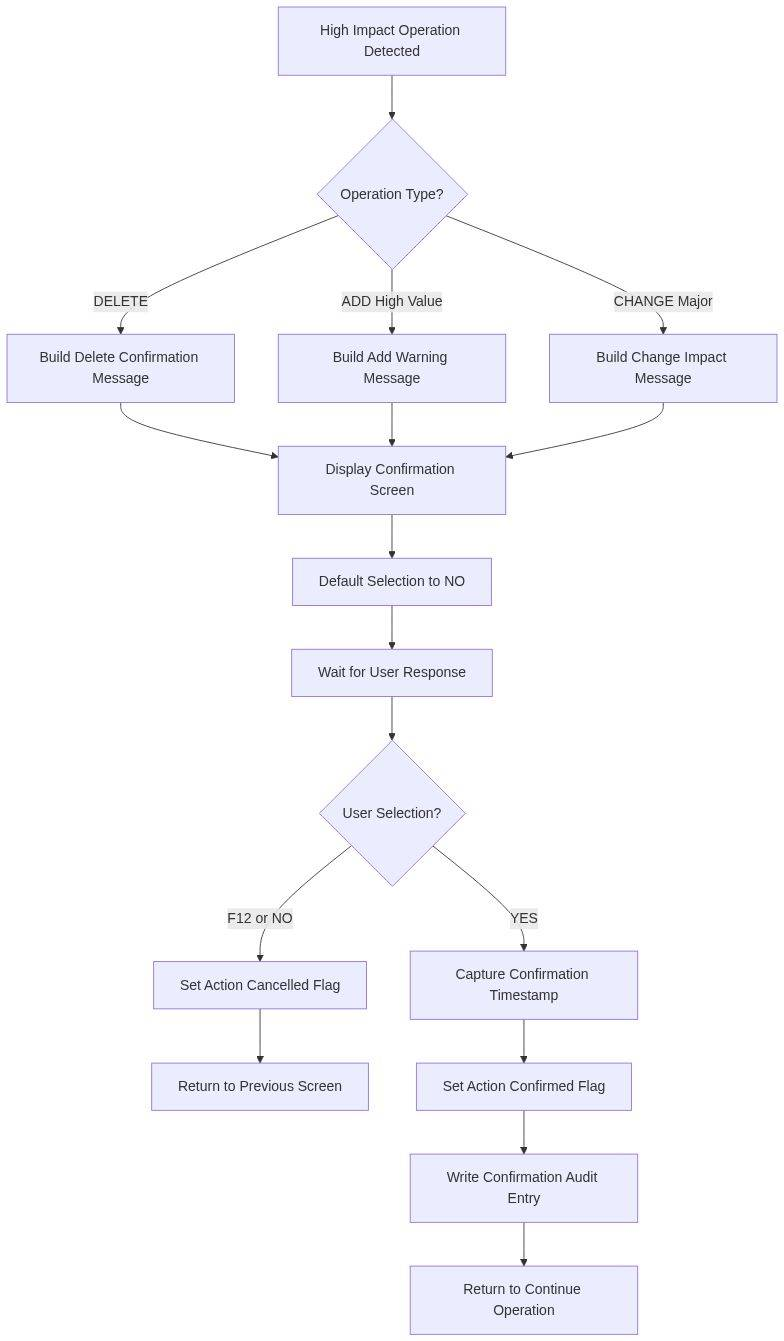 High Impact Operation
Detected
Operation Type?
DELETE
ADD High Value
CHANGE Major
Build Delete Confirmation
Message
Build Add Warning
Message
Build Change Impact
Message
Display Confirmation
Screen
Default Selection to NO
Wait for User Response
User Selection?
F12 or NO
YES
Set Action Cancelled Flag
Capture Confirmation
Timestamp
Return to Previous Screen
Set Action Confirmed Flag
Write Confirmation Audit
Entry
Return to Continue
Operation